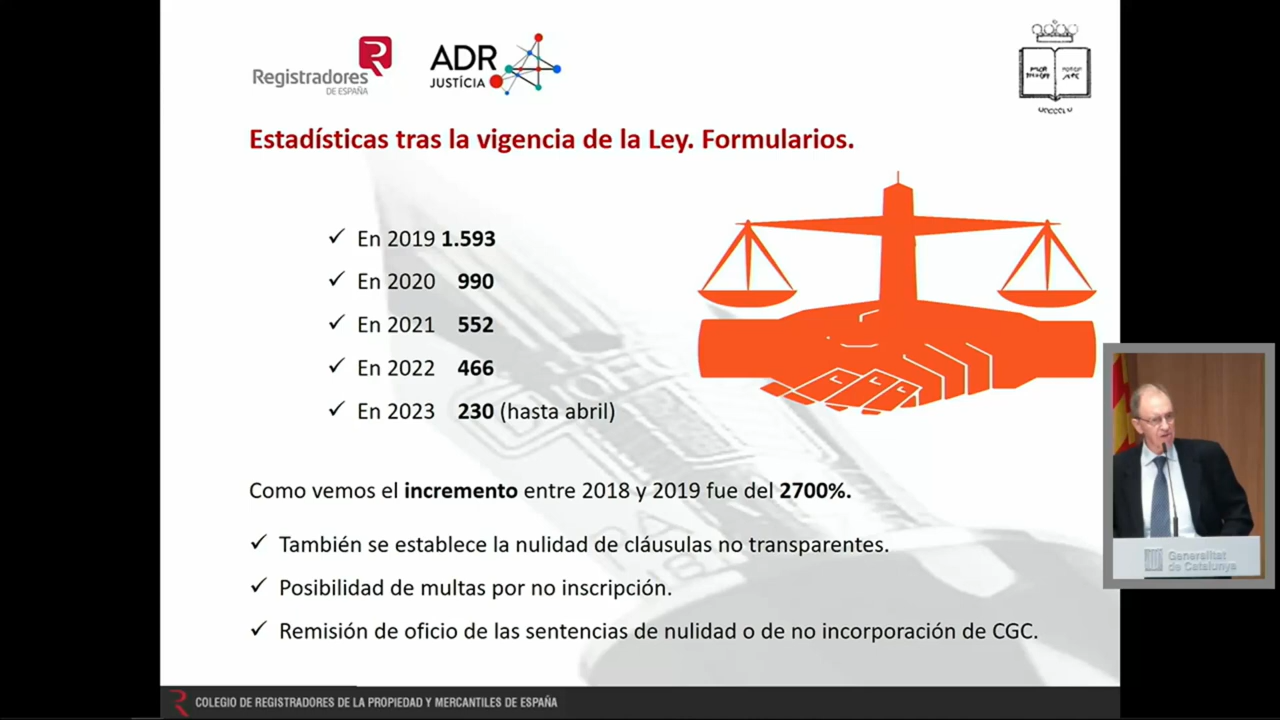 Registradores
DE ESPAÑA
ADR
JUSTÍCIA
Estadísticas tras la vigencia de la Ley. Formularios.
✓ En 2019 1.593
✓ En 2020 990
✓ En 2021 552
✓ En 2022 466
✓ En 2023 230 (hasta abril)
Como vemos el incremento entre 2018 y 2019 fue del 2700%.
✓ También se establece la nulidad de cláusulas no transparentes.
✓ Posibilidad de multas por no inscripción.
✓ Remisión de oficio de las sentencias de nulidad o de no incorporación de CGC.
Generalitat
de Catalunya
COLEGIO DE REGISTRADORES DE LA PROPIEDAD Y MERCANTILES DE ESPAÑA